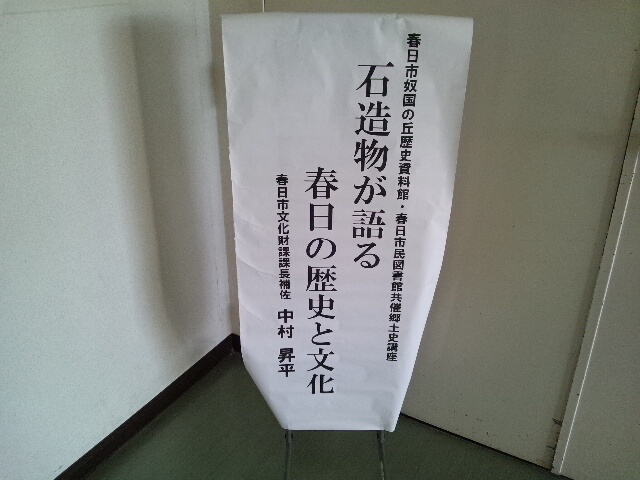 春日市奴国の丘歴史資料館・春日市民図書館共催郷土史講座
石造物が語る
春日の歴史と文化
春日市文化財課課長補佐 中村 昇平